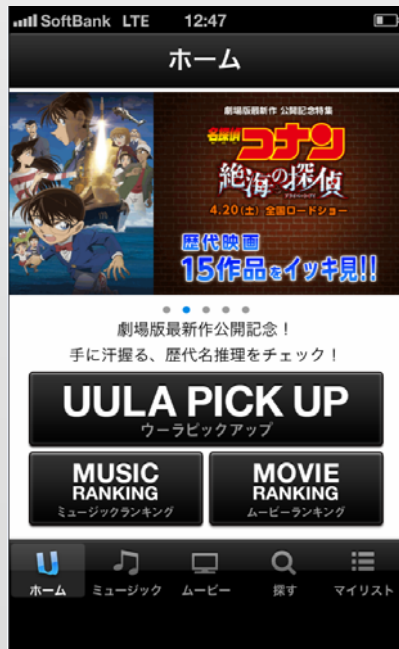 SoftBank LTE 12:47
ホーム
劇場版最新作 公開記念特集
名探偵コナン
絶海の探偵
4.20(土) 全国ロードショー
歴代映画
15作品をイッキ見!!
劇場版最新作公開記念！
手に汗握る、歴代名推理をチェック！
UULA PICK UP
ウーラピックアップ
MUSIC
RANKING
ミュージックランキング
MOVIE
RANKING
ムービーランキング
ホーム ミュージック ムービー 探す マイリスト